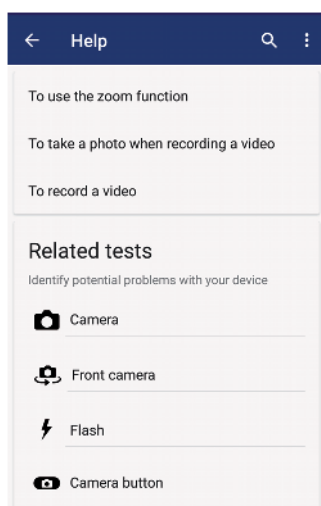 Help
To use the zoom function
To take a photo when recording a video
To record a video
Related tests
Identify potential problems with your device
Camera
Front camera
Flash
Camera button